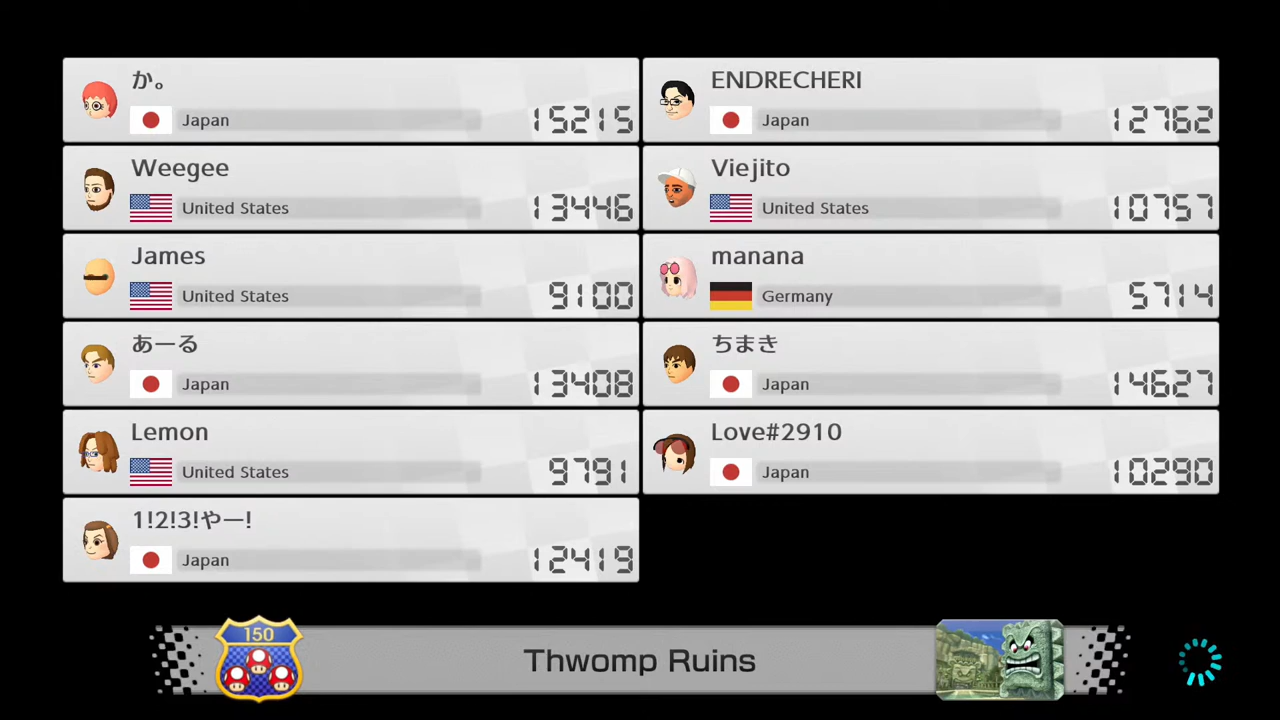 か。
Japan
15215
ENDRECHERI
Japan
12762
Weegee
United States
13446
Viejito
United States
10757
James
United States
9100
manana
Germany
5714
あーる
Japan
13408
ちまき
Japan
14627
Lemon
United States
9791
Love#2910
Japan
10290
1!2!3!やー!
Japan
12419
150
Thwomp Ruins